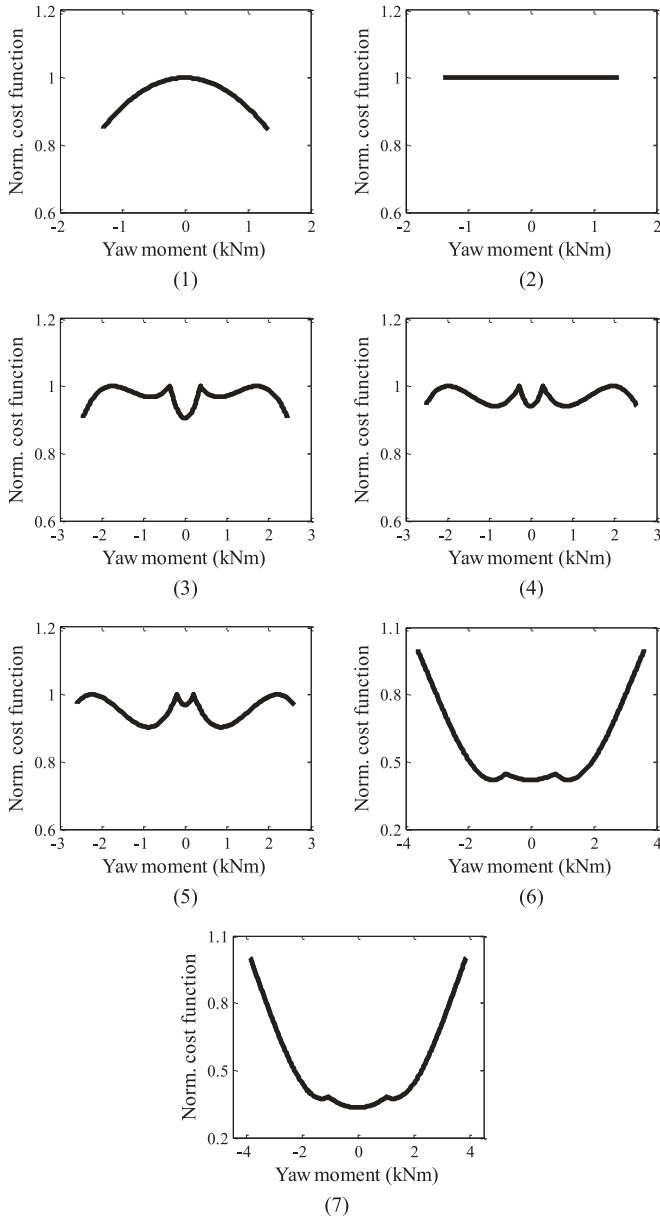 1.2
1.2
Norm. cost function
Norm. cost function
1
1
0.8
0.8
0.6
0.6
-2 -1 0 1 2
-2 -1 0 1 2
Yaw moment (kNm)
Yaw moment (kNm)
(1)
(2)
1.2
1.2
Norm. cost function
Norm. cost function
1
1
0.8
0.8
0.6
0.6
-3 -2 -1 0 1 2 3
-3 -2 -1 0 1 2 3
Yaw moment (kNm)
Yaw moment (kNm)
(3)
(4)
1.2
1.1
Norm. cost function
Norm. cost function
1
0.8
0.8
0.5
0.6
0.2
-3 -2 -1 0 1 2 3
-4 -2 0 2 4
Yaw moment (kNm)
Yaw moment (kNm)
(5)
(6)
1.1
Norm. cost function
0.8
0.5
0.2
-4 -2 0 2 4
Yaw moment (kNm)
(7)